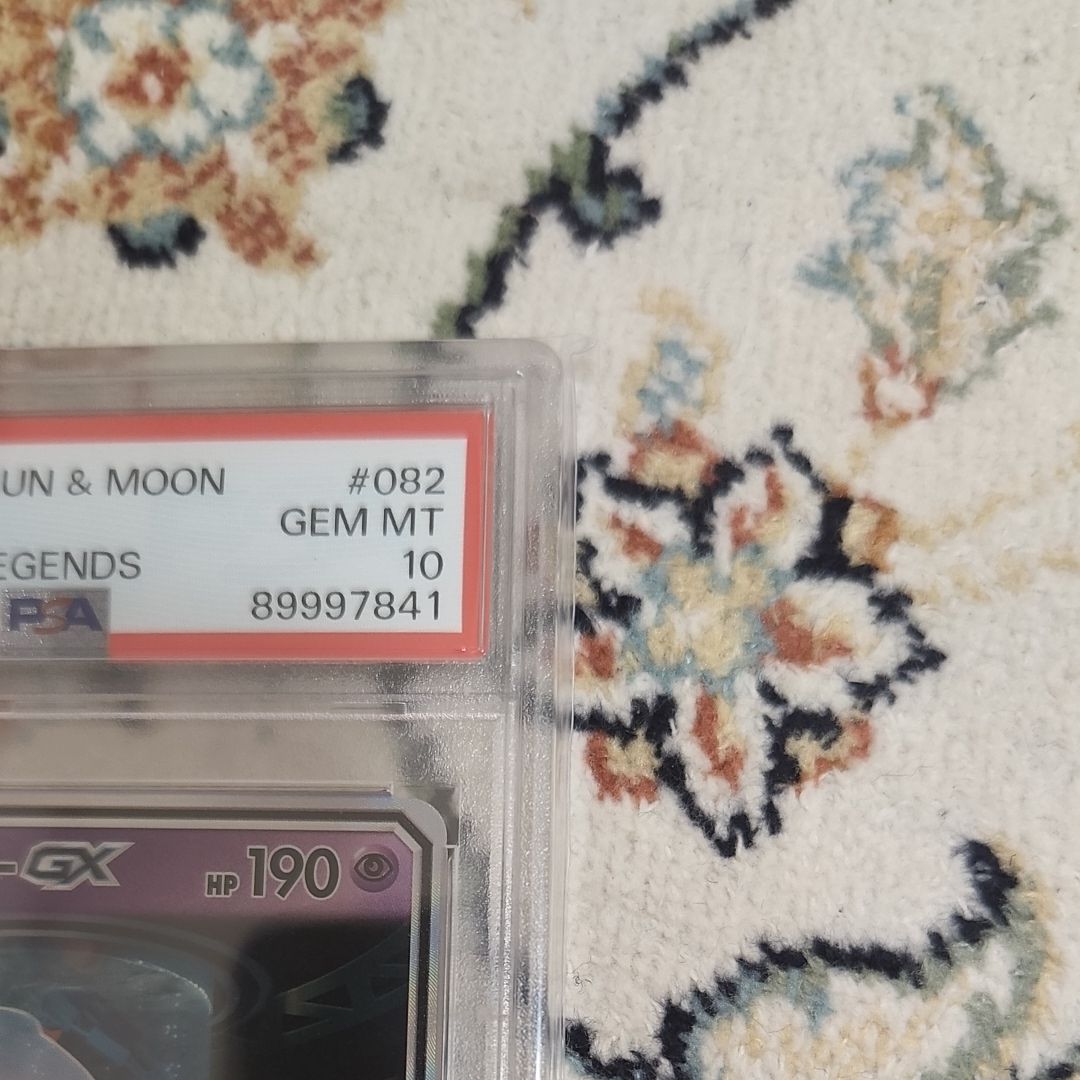 UN & MOON #082
GEM MT
EGENDS 10
PSA 89997841
-GX HP 190